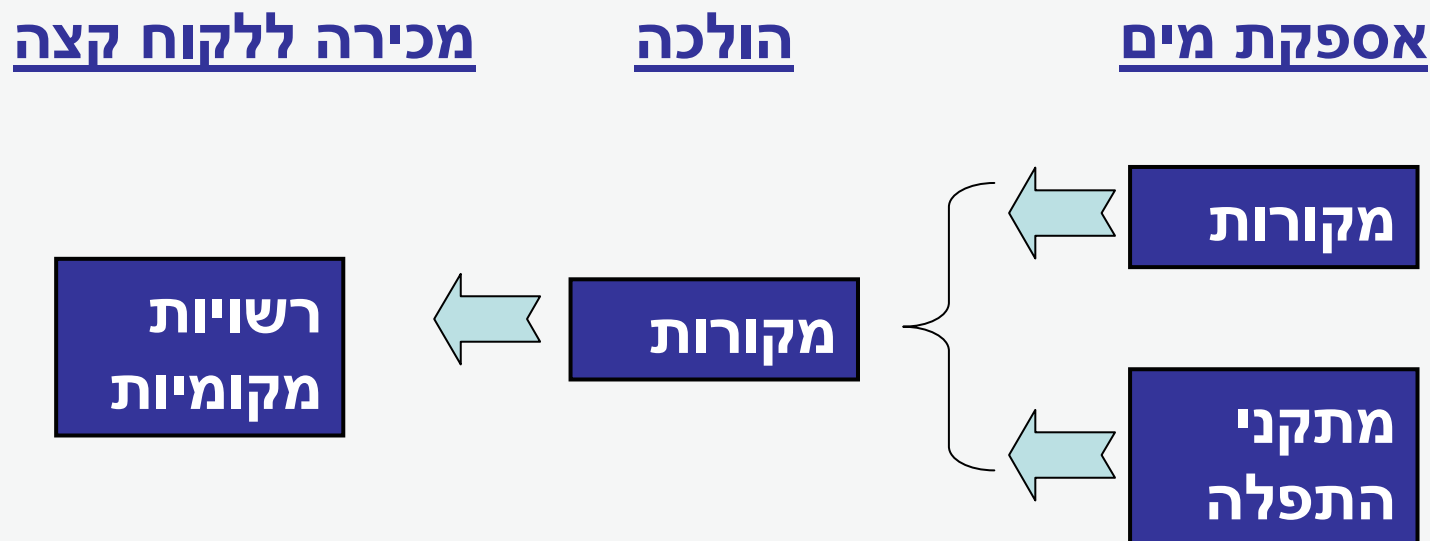 אספקת מים
הולכה
מכירה ללקוח קצה
מקורות
מתקני
התפלה
מקורות
רשויות
מקומיות